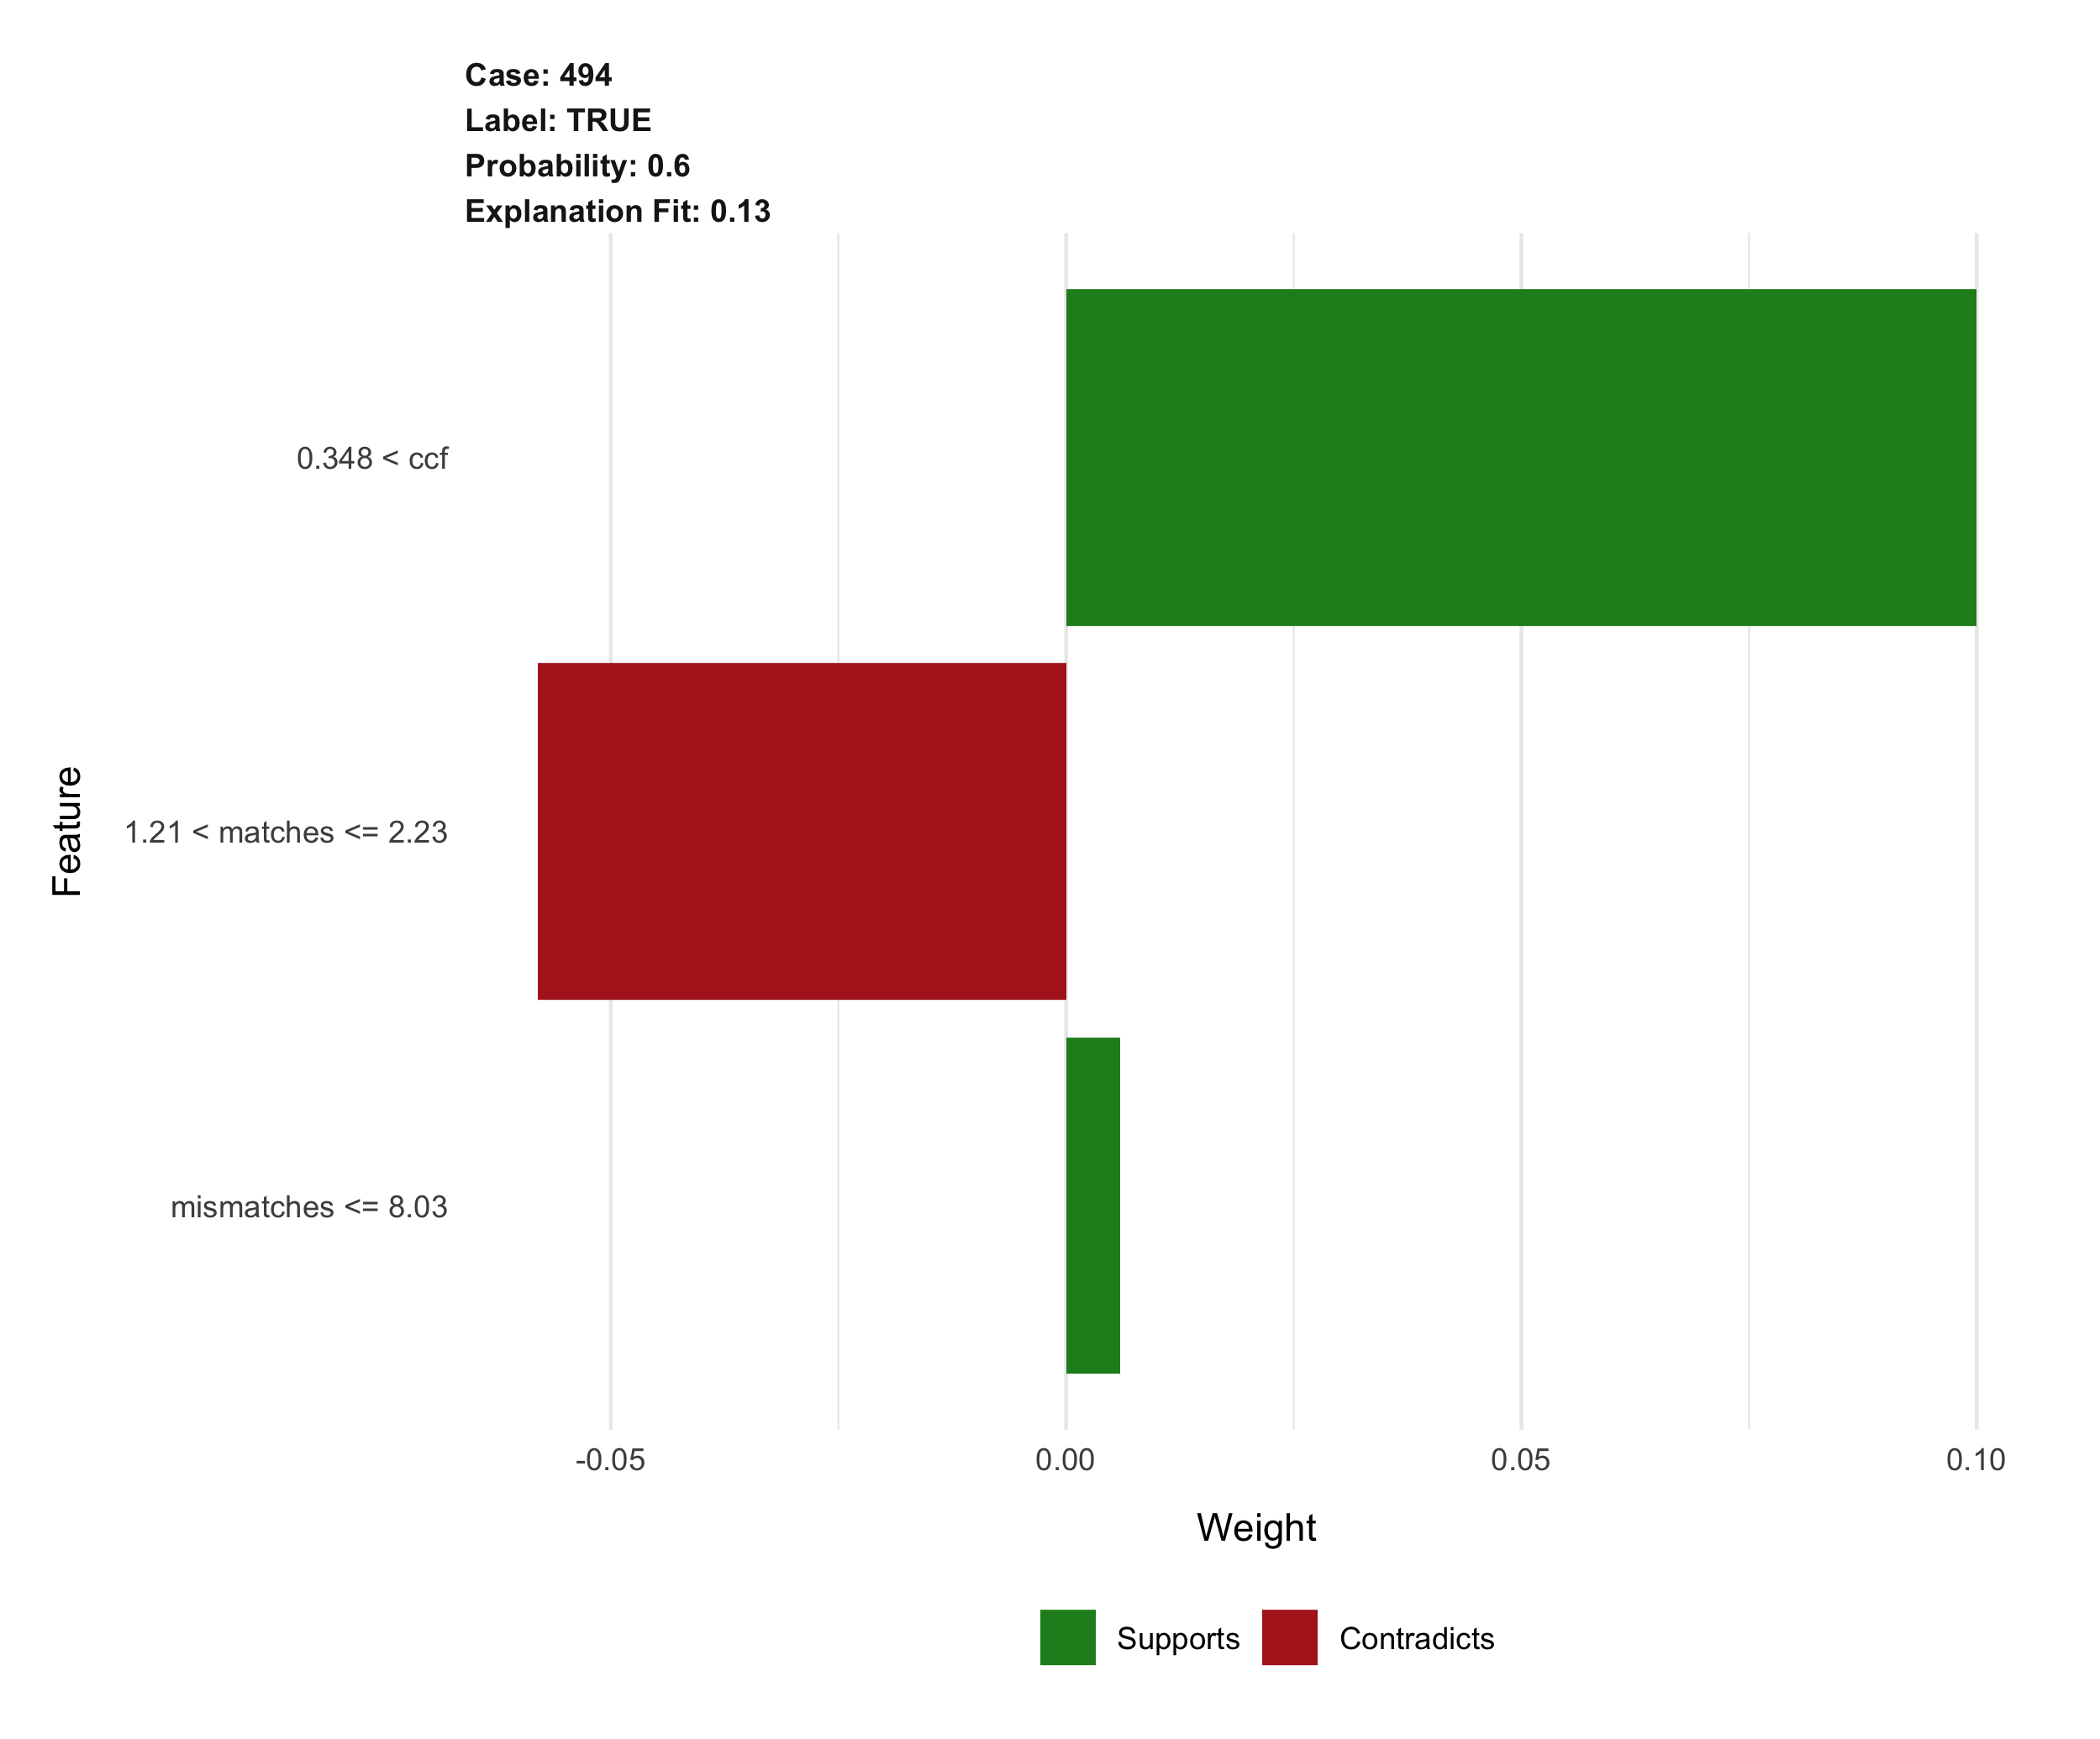 Case: 494
Label: TRUE
Probability: 0.6
Explanation Fit: 0.13
Feature
0.348 < ccf
1.21 < matches <= 2.23
mismatches <= 8.03
-0.05 0.00 0.05 0.10
Weight
Supports Contradicts